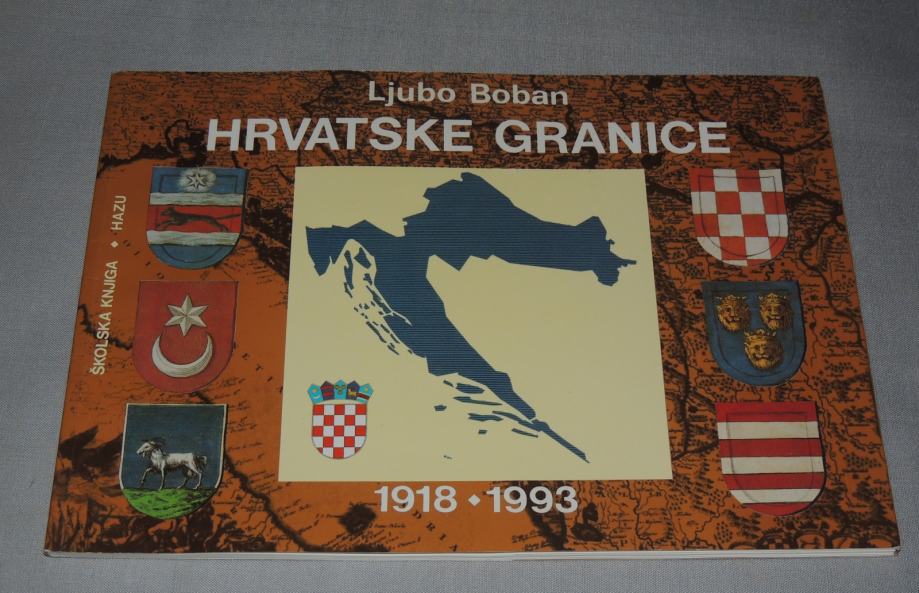 Ljubo Boban
HRVATSKE GRANICE
ŠKOLSKA KNJIGA ◆ HAZU
1918 ◆ 1993